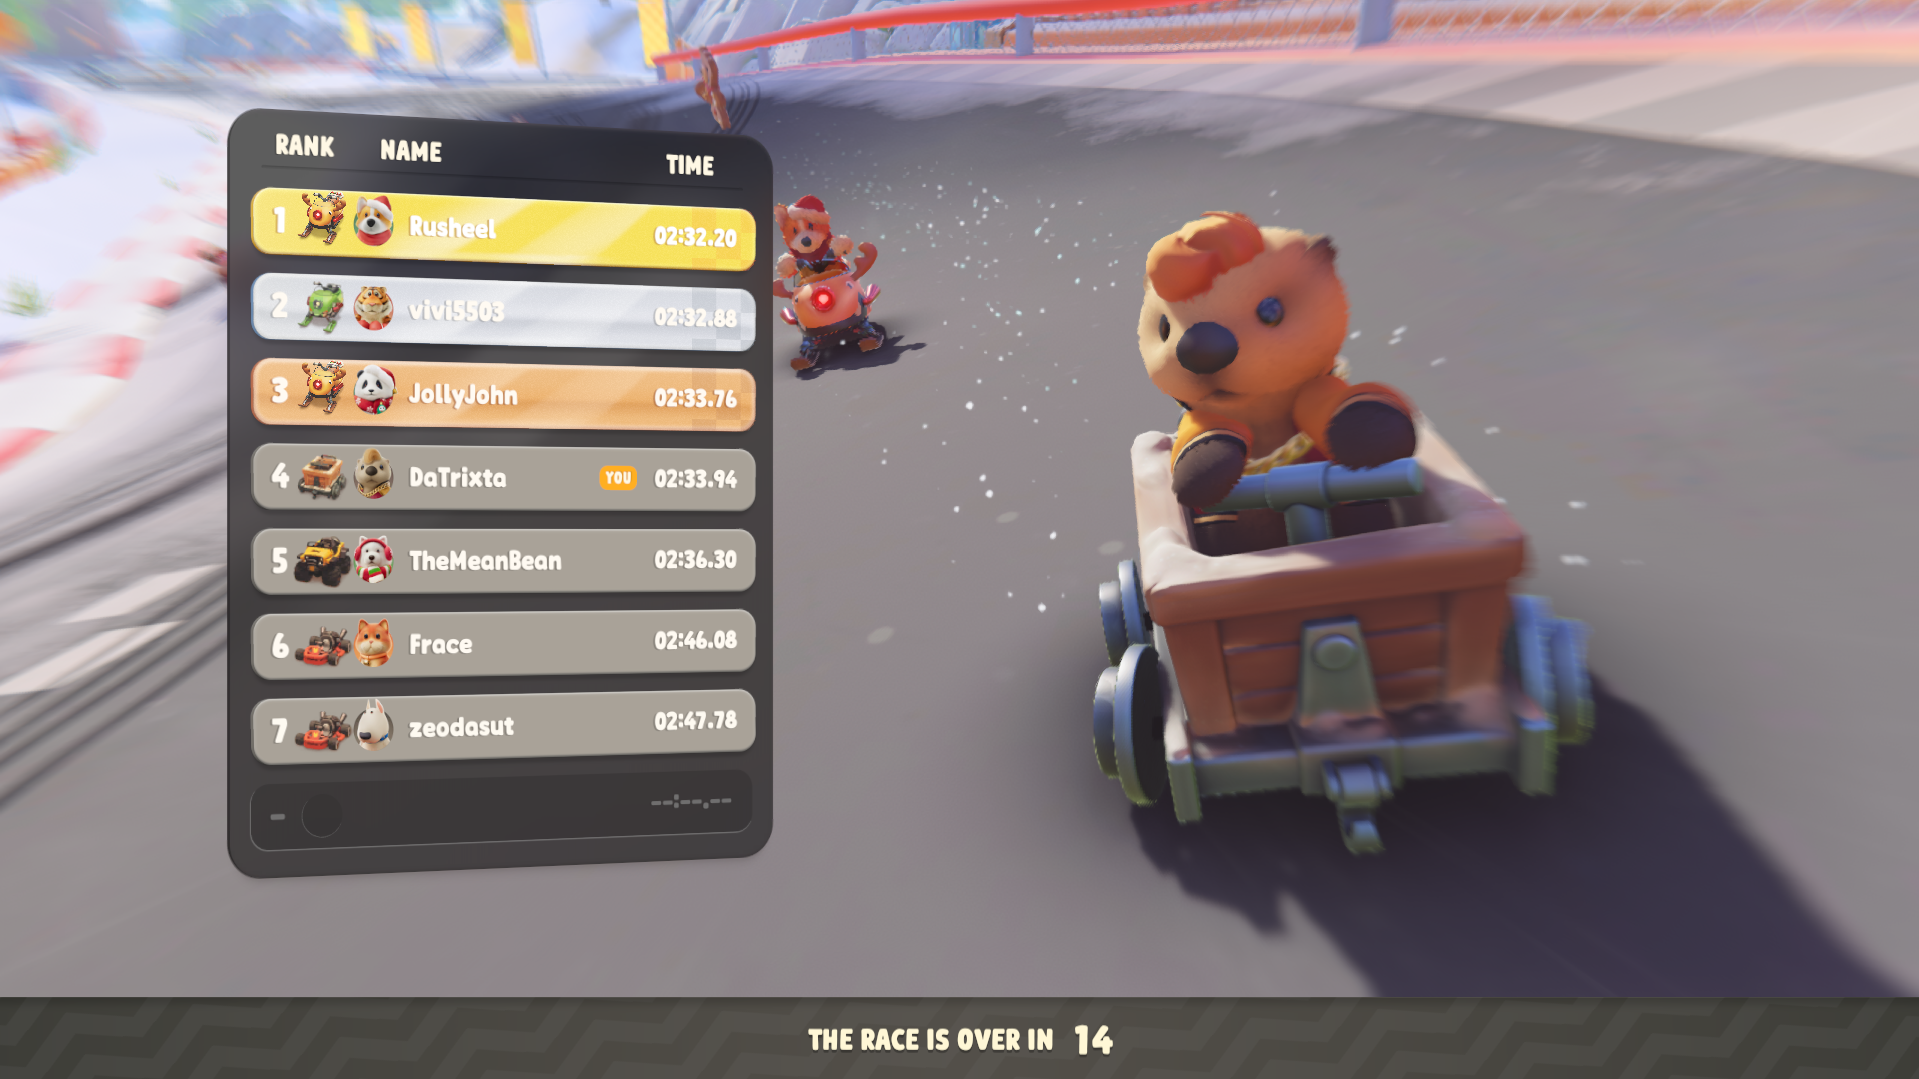 RANK NAME TIME
1 Rusheel 02:32.20
2 vivi5503 02:32.88
3 JollyJohn 02:33.76
4 DaTrixta YOU 02:33.94
5 TheMeanBean 02:36.30
6 Frace 02:46.08
7 zeodasut 02:47.78
- --:--.--
THE RACE IS OVER IN 14